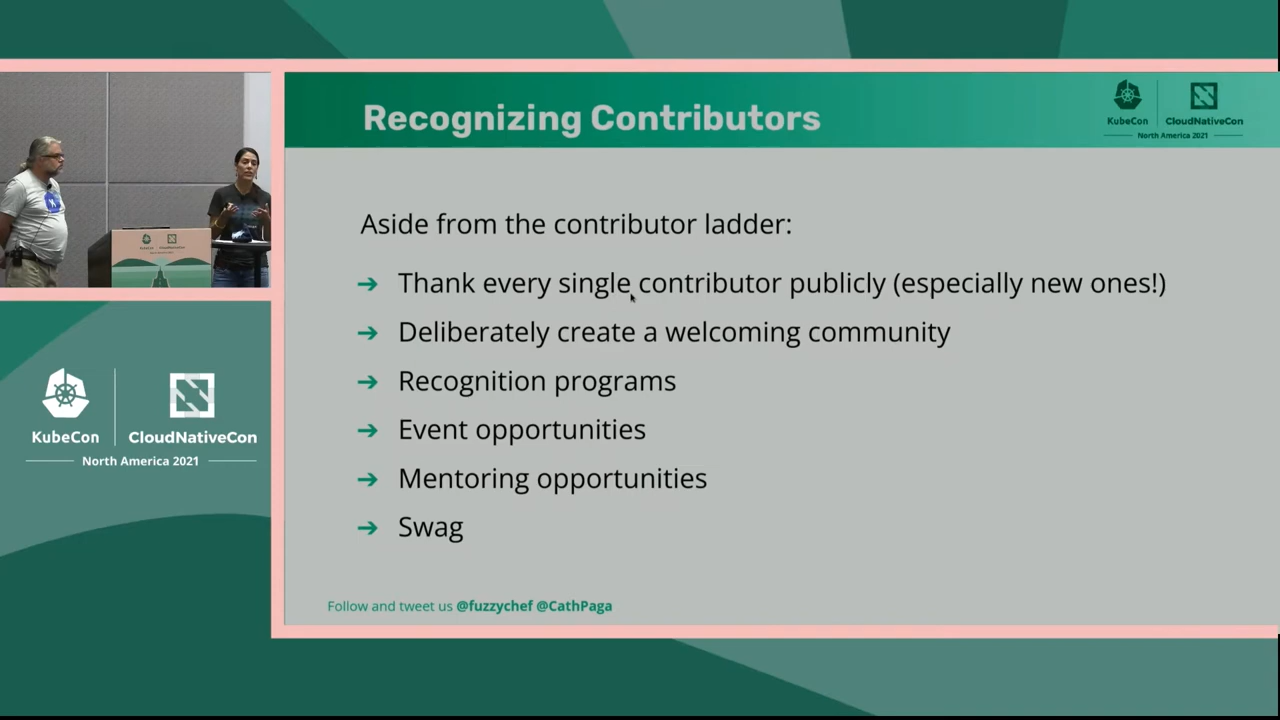 Recognizing Contributors
KubeCon
CloudNativeCon
North America 2021
Aside from the contributor ladder:
➔ Thank every single contributor publicly (especially new ones!)
➔ Deliberately create a welcoming community
➔ Recognition programs
➔ Event opportunities
➔ Mentoring opportunities
➔ Swag
Follow and tweet us @fuzzychef @CathPaga
KubeCon
CloudNativeCon
North America 2021